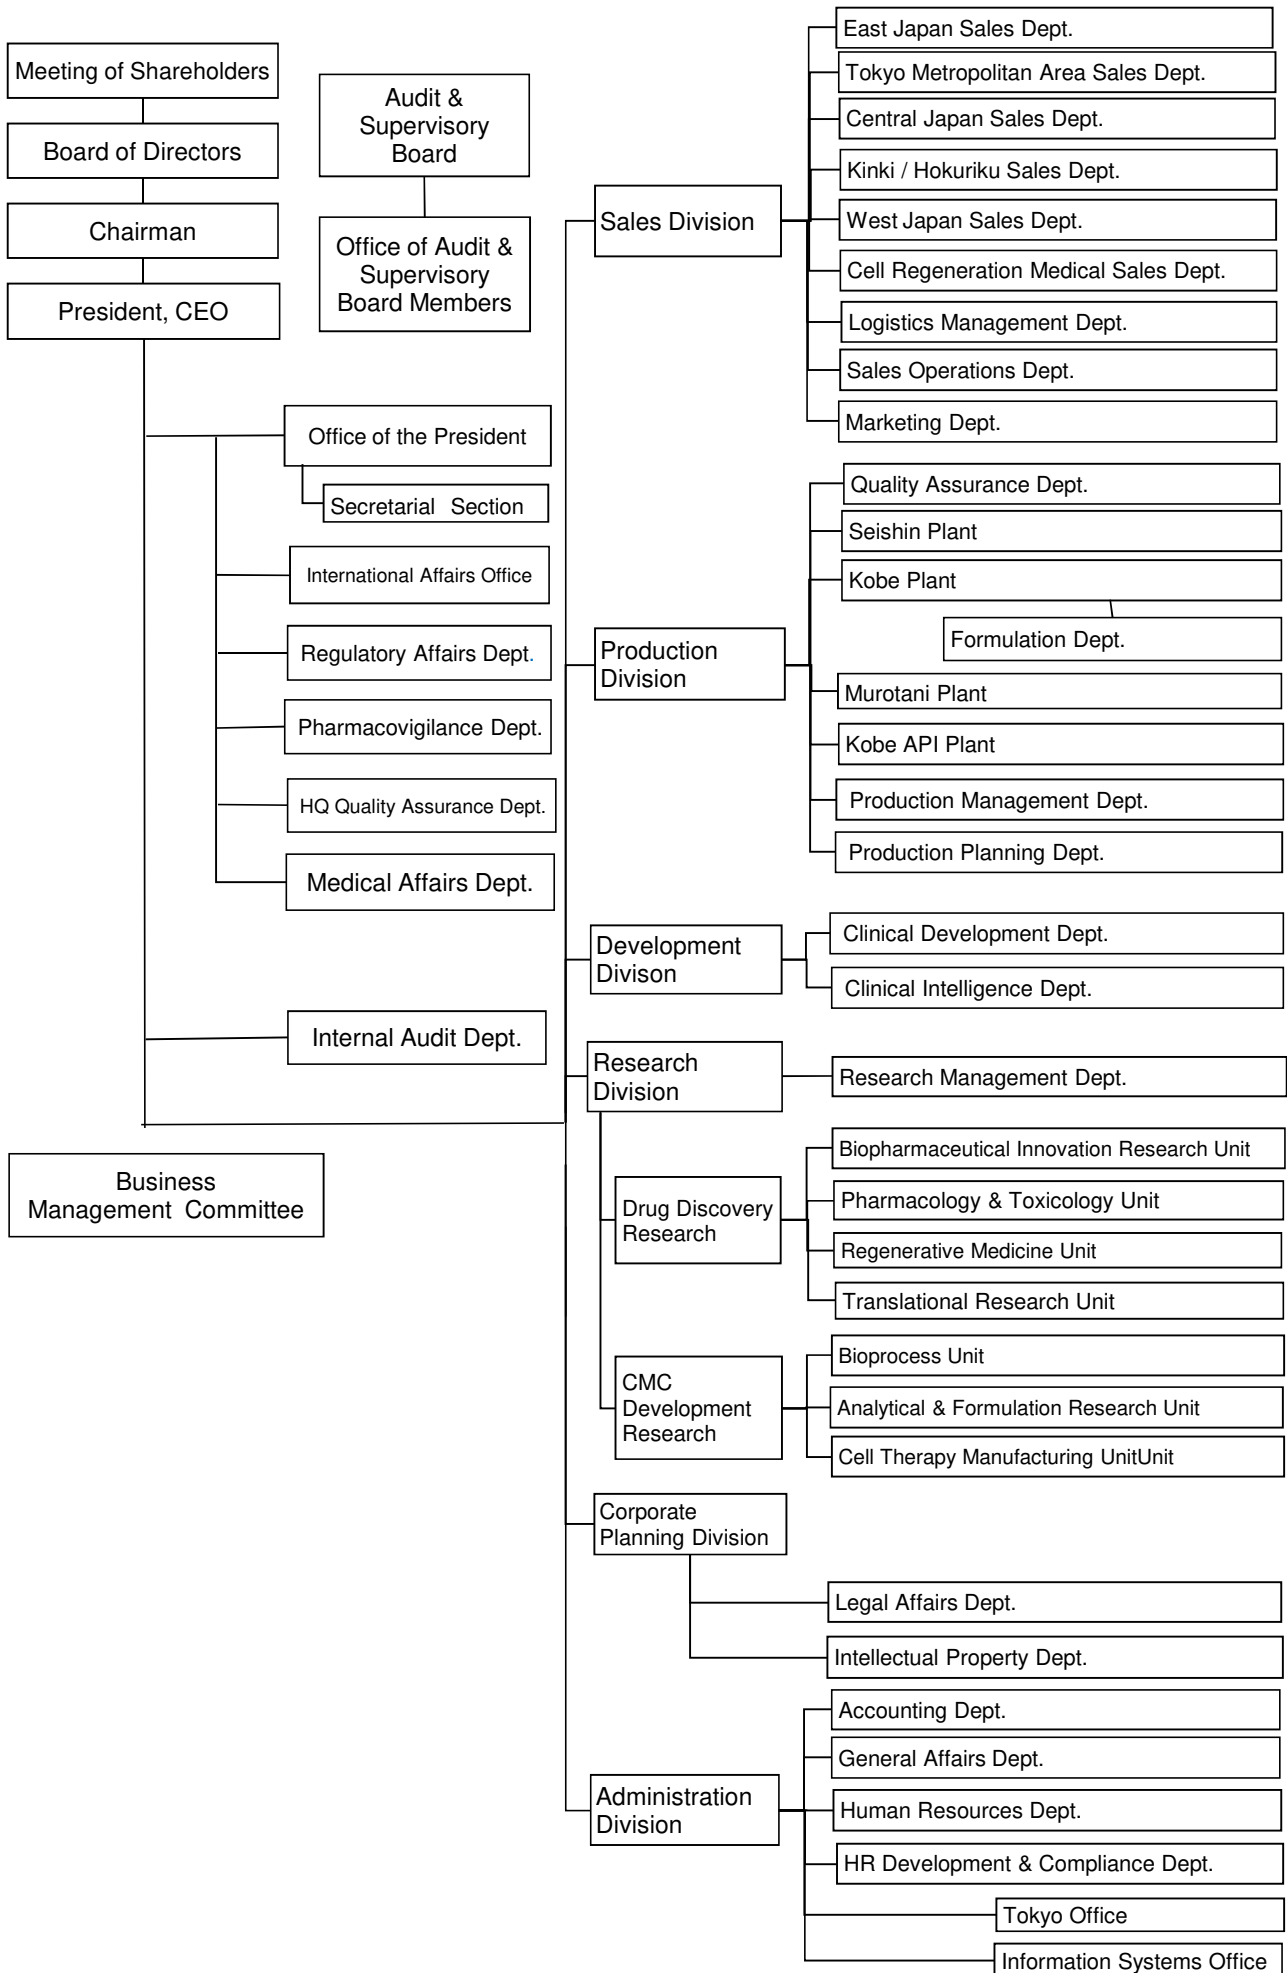 Meeting of Shareholders
Board of Directors
Chairman
President, CEO
Audit &
Supervisory
Board
Office of Audit &
Supervisory
Board Members
Office of the President
Secretarial Section
International Affairs Office
Regulatory Affairs Dept.
Pharmacovigilance Dept.
HQ Quality Assurance Dept.
Medical Affairs Dept.
Internal Audit Dept.
Business
Management Committee
Sales Division
East Japan Sales Dept.
Tokyo Metropolitan Area Sales Dept.
Central Japan Sales Dept.
Kinki / Hokuriku Sales Dept.
West Japan Sales Dept.
Cell Regeneration Medical Sales Dept.
Logistics Management Dept.
Sales Operations Dept.
Marketing Dept.
Production
Division
Quality Assurance Dept.
Seishin Plant
Kobe Plant
Formulation Dept.
Murotani Plant
Kobe API Plant
Production Management Dept.
Production Planning Dept.
Development
Divison
Clinical Development Dept.
Clinical Intelligence Dept.
Research
Division
Research Management Dept.
Drug Discovery
Research
Biopharmaceutical Innovation Research Unit
Pharmacology & Toxicology Unit
Regenerative Medicine Unit
Translational Research Unit
CMC
Development
Research
Bioprocess Unit
Analytical & Formulation Research Unit
Cell Therapy Manufacturing UnitUnit
Corporate
Planning Division
Legal Affairs Dept.
Intellectual Property Dept.
Administration
Division
Accounting Dept.
General Affairs Dept.
Human Resources Dept.
HR Development & Compliance Dept.
Tokyo Office
Information Systems Office